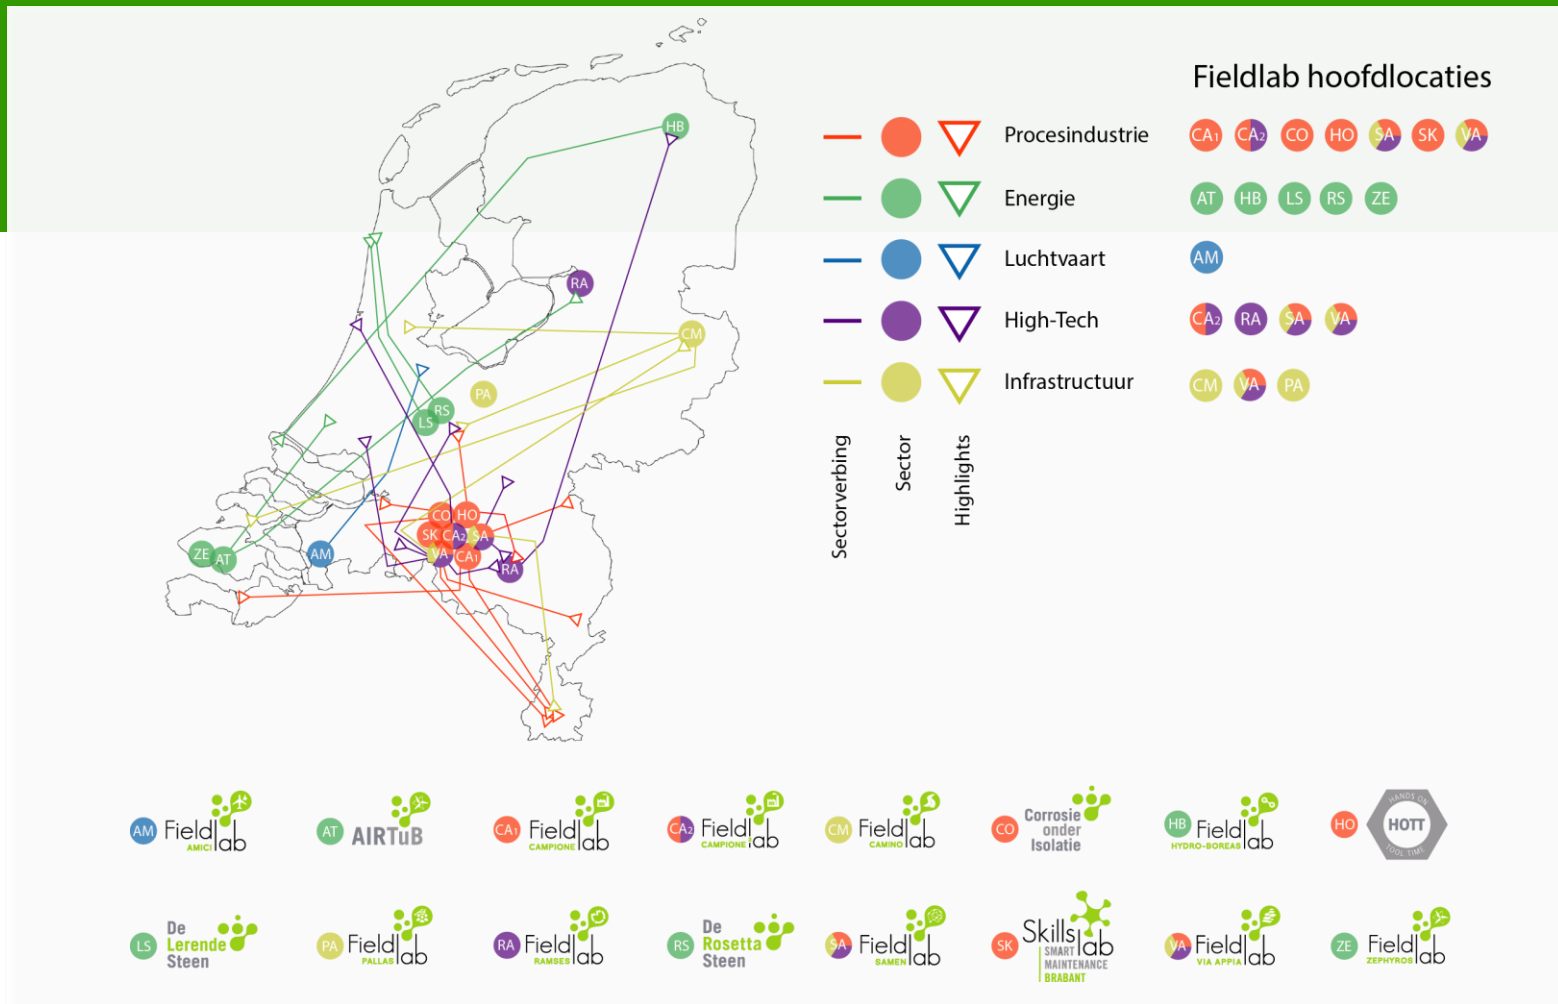 Fieldlab hoofdlocaties
Procesindustrie
CA1 CA2 CO HO SA SK VA
Energie
AT HB LS RS ZE
Luchtvaart
AM
High-Tech
CA2 RA SA VA
Infrastructuur
CM VA PA
Sectorverbing
Sector
Highlights
HB
RA
CM
PA
RS
LS
CO HO
SK CA2 SA
VA CA1
RA
ZE AT
AM
AM Fieldlab
AMICI
AT AIRTuB
CA1 Fieldlab
CAMPIONE
CA2 Fieldlab
CAMPIONE
CM Fieldlab
CAMINO
CO Corrosie
onder
Isolatie
HB Fieldlab
HYDRO-BOREAS
HO HANDS ON
HOTT
TOOL TIME
LS De
Lerende
Steen
PA Fieldlab
PALLAS
RA Fieldlab
RAMSES
RS De
Rosetta
Steen
SA Fieldlab
SAMEN
SK Skillslab
SMART
MAINTENANCE
BRABANT
VA Fieldlab
VIA APPIA
ZE Fieldlab
ZEPHYROS